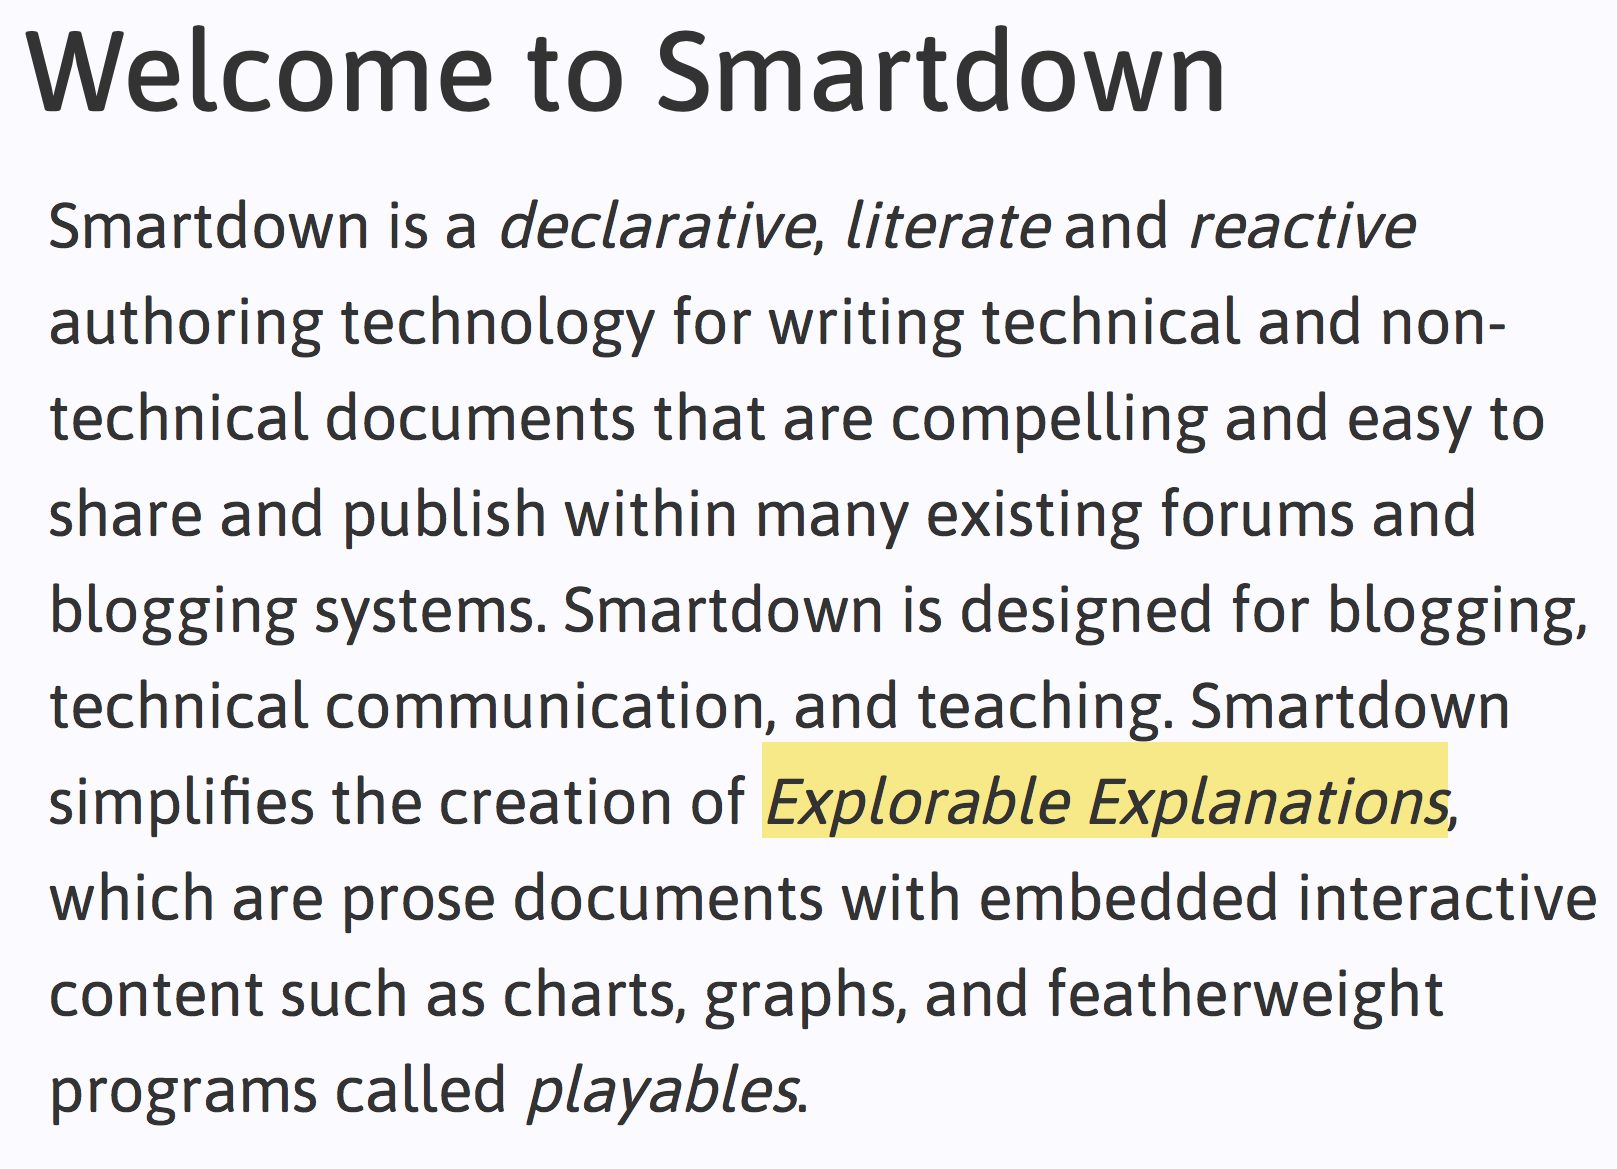 Welcome to Smartdown
Smartdown is a declarative, literate and reactive
authoring technology for writing technical and non-
technical documents that are compelling and easy to
share and publish within many existing forums and
blogging systems. Smartdown is designed for blogging,
technical communication, and teaching. Smartdown
simplifies the creation of Explorable Explanations,
which are prose documents with embedded interactive
content such as charts, graphs, and featherweight
programs called playables.